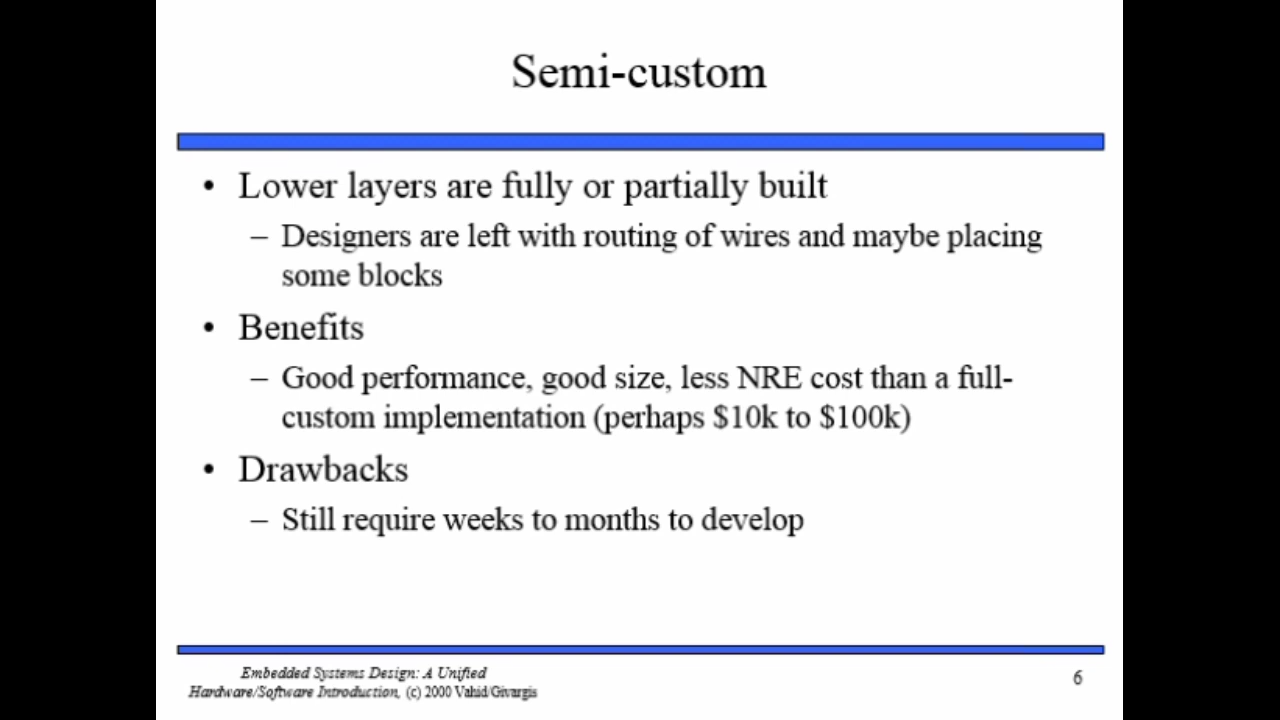 Semi-custom
• Lower layers are fully or partially built
– Designers are left with routing of wires and maybe placing
some blocks
• Benefits
– Good performance, good size, less NRE cost than a full-
custom implementation (perhaps $10k to $100k)
• Drawbacks
– Still require weeks to months to develop
Embedded Systems Design: A Unified
Hardware/Software Introduction, (c) 2000 Vahid/Givargis
6